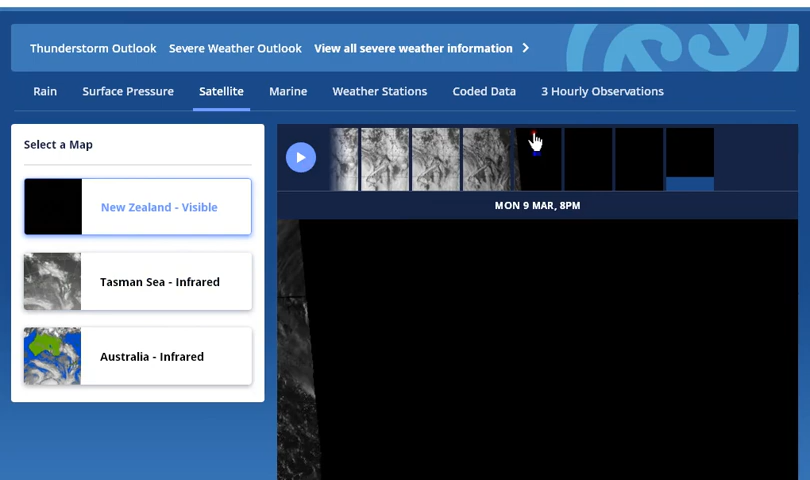 Thunderstorm Outlook Severe Weather Outlook View all severe weather information
Rain Surface Pressure Satellite Marine Weather Stations Coded Data 3 Hourly Observations
Select a Map
MON 9 MAR, 8PM
New Zealand - Visible
Tasman Sea - Infrared
Australia - Infrared